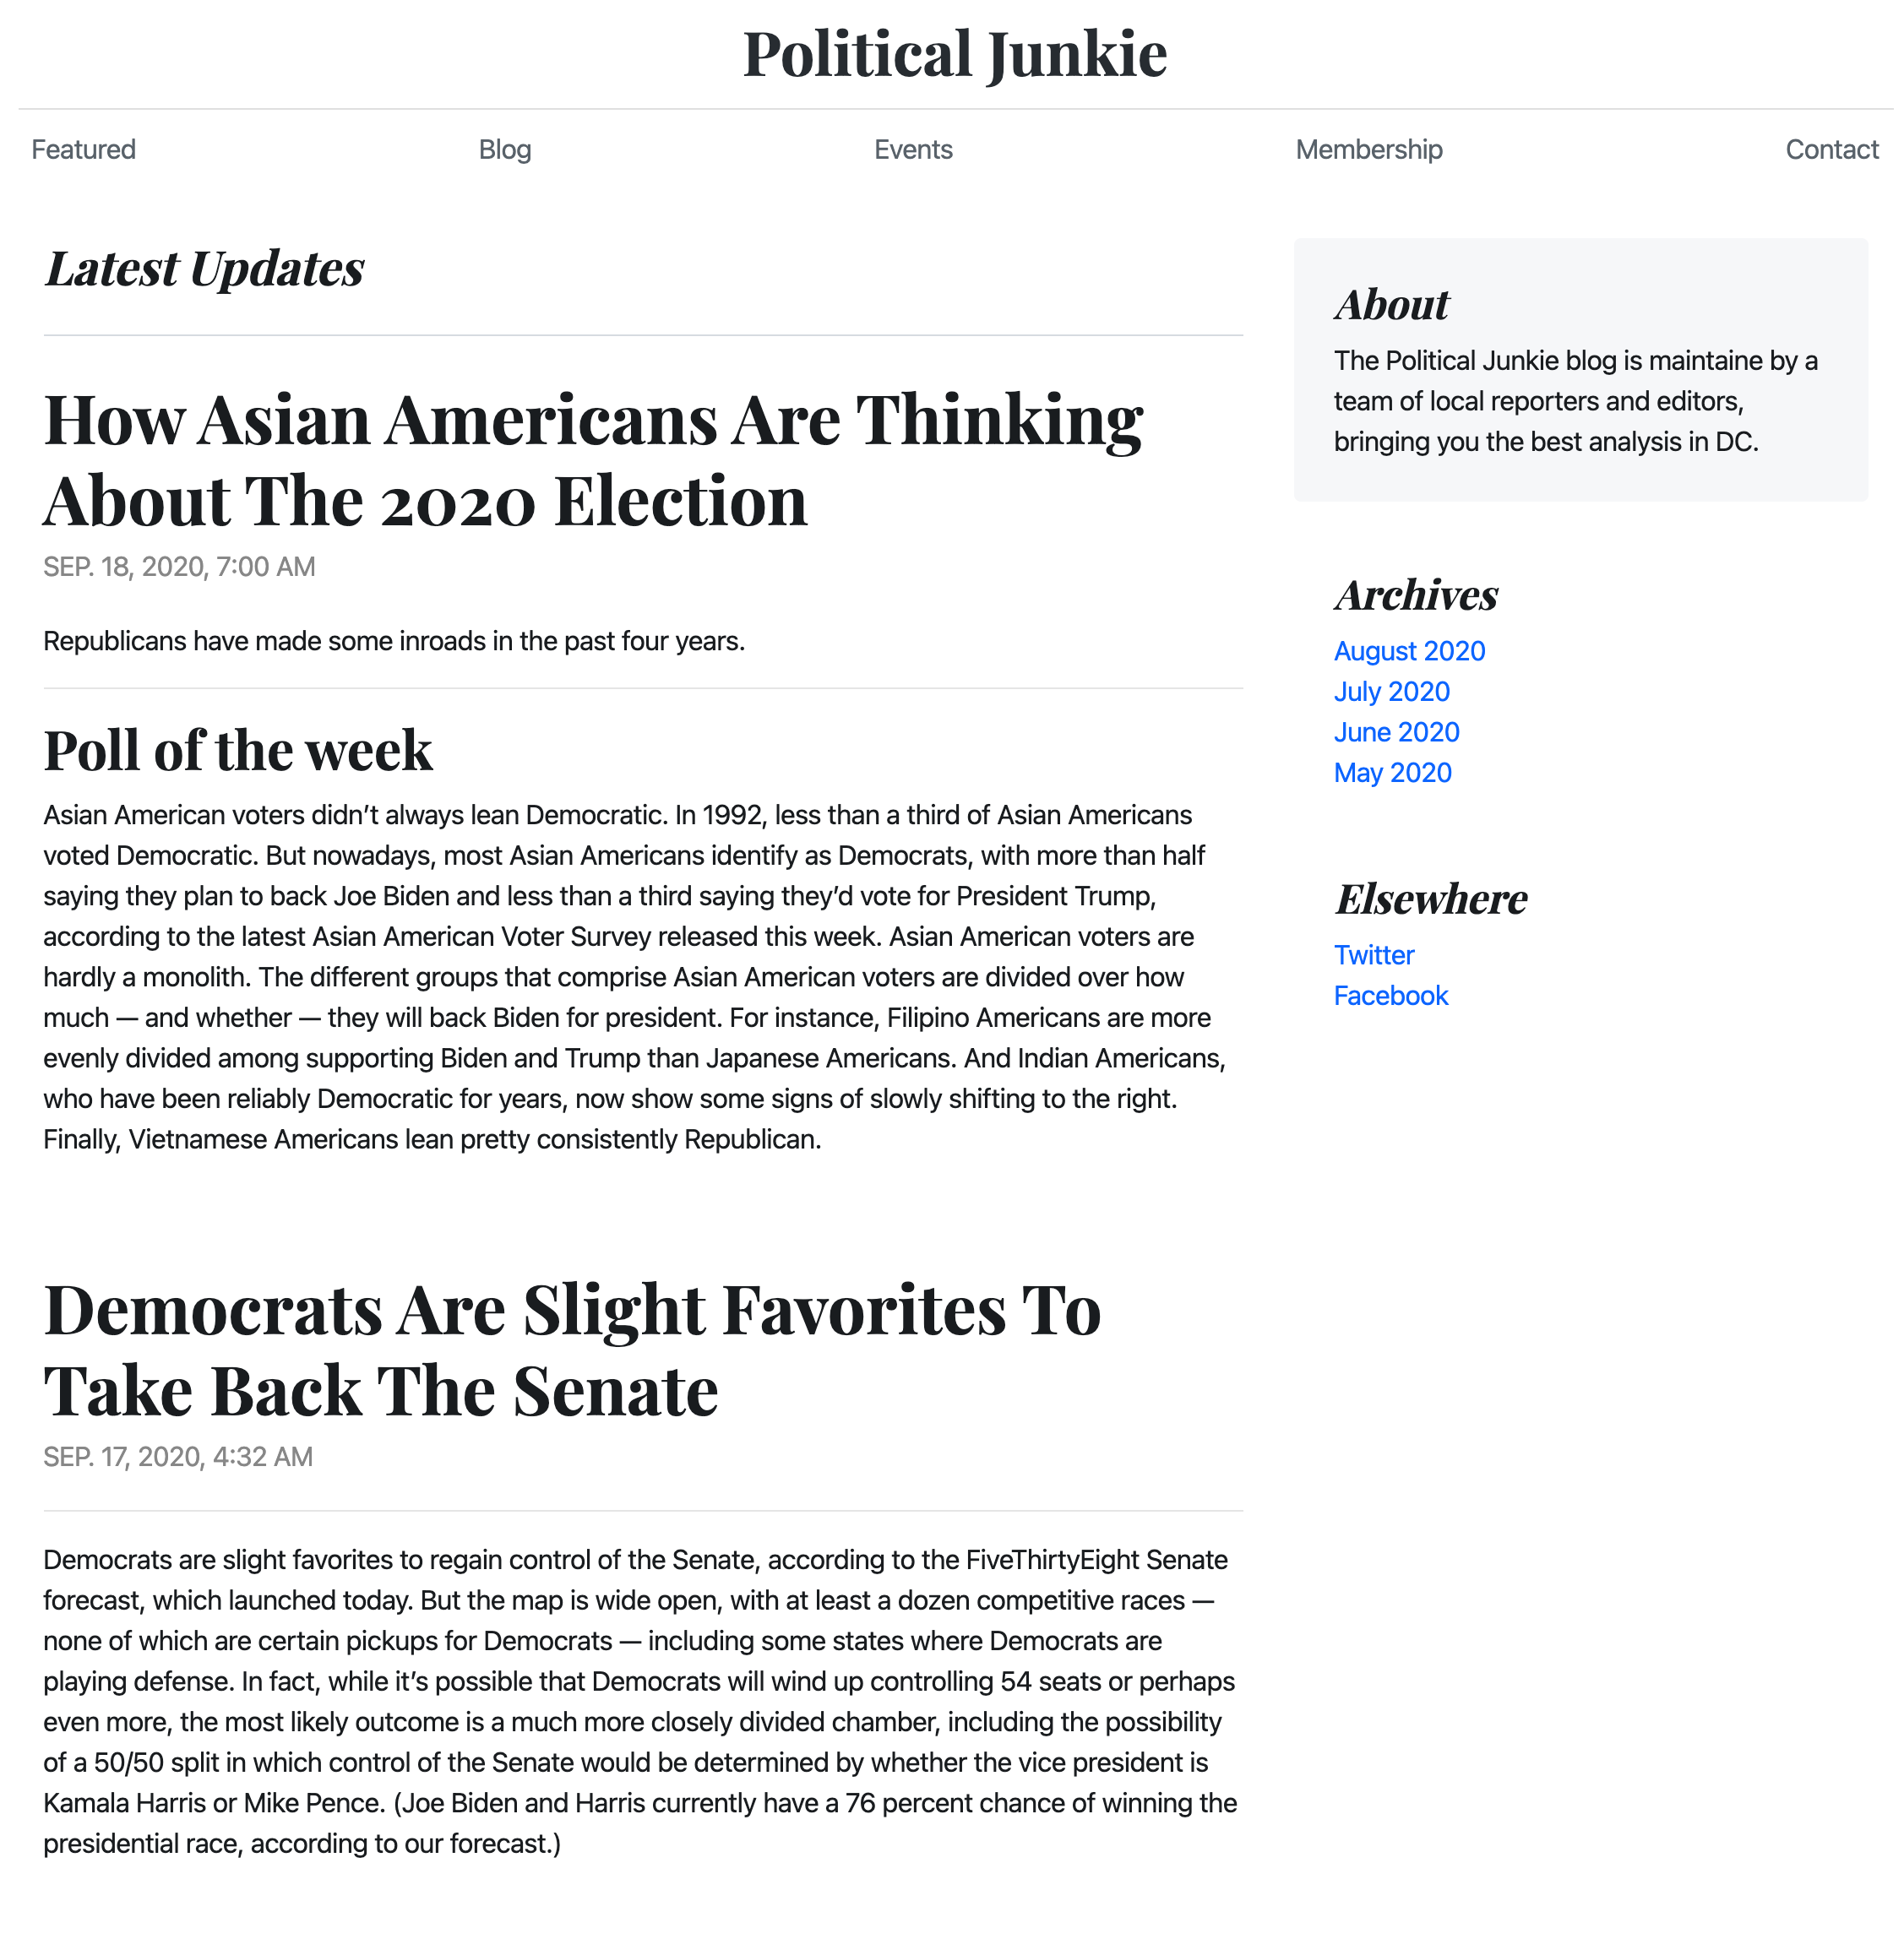 Political Junkie
Featured Blog Events Membership Contact
Latest Updates
How Asian Americans Are Thinking
About The 2020 Election
SEP. 18, 2020, 7:00 AM
Republicans have made some inroads in the past four years.
Poll of the week
Asian American voters didn’t always lean Democratic. In 1992, less than a third of Asian Americans
voted Democratic. But nowadays, most Asian Americans identify as Democrats, with more than half
saying they plan to back Joe Biden and less than a third saying they’d vote for President Trump,
according to the latest Asian American Voter Survey released this week. Asian American voters are
hardly a monolith. The different groups that comprise Asian American voters are divided over how
much — and whether — they will back Biden for president. For instance, Filipino Americans are more
evenly divided among supporting Biden and Trump than Japanese Americans. And Indian Americans,
who have been reliably Democratic for years, now show some signs of slowly shifting to the right.
Finally, Vietnamese Americans lean pretty consistently Republican.
Democrats Are Slight Favorites To
Take Back The Senate
SEP. 17, 2020, 4:32 AM
Democrats are slight favorites to regain control of the Senate, according to the FiveThirtyEight Senate
forecast, which launched today. But the map is wide open, with at least a dozen competitive races —
none of which are certain pickups for Democrats — including some states where Democrats are
playing defense. In fact, while it’s possible that Democrats will wind up controlling 54 seats or perhaps
even more, the most likely outcome is a much more closely divided chamber, including the possibility
of a 50/50 split in which control of the Senate would be determined by whether the vice president is
Kamala Harris or Mike Pence. (Joe Biden and Harris currently have a 76 percent chance of winning the
presidential race, according to our forecast.)
About
The Political Junkie blog is maintaine by a
team of local reporters and editors,
bringing you the best analysis in DC.
Archives
August 2020
July 2020
June 2020
May 2020
Elsewhere
Twitter
Facebook